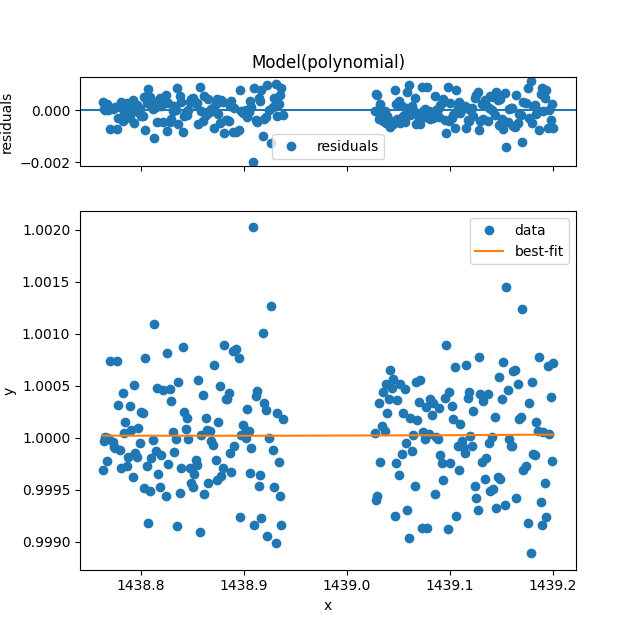 Model(polynomial)
residuals
0.000
−0.002
residuals
y
1.0020
1.0015
1.0010
1.0005
1.0000
0.9995
0.9990
data
best-fit
1438.8 1438.9 1439.0 1439.1 1439.2
x